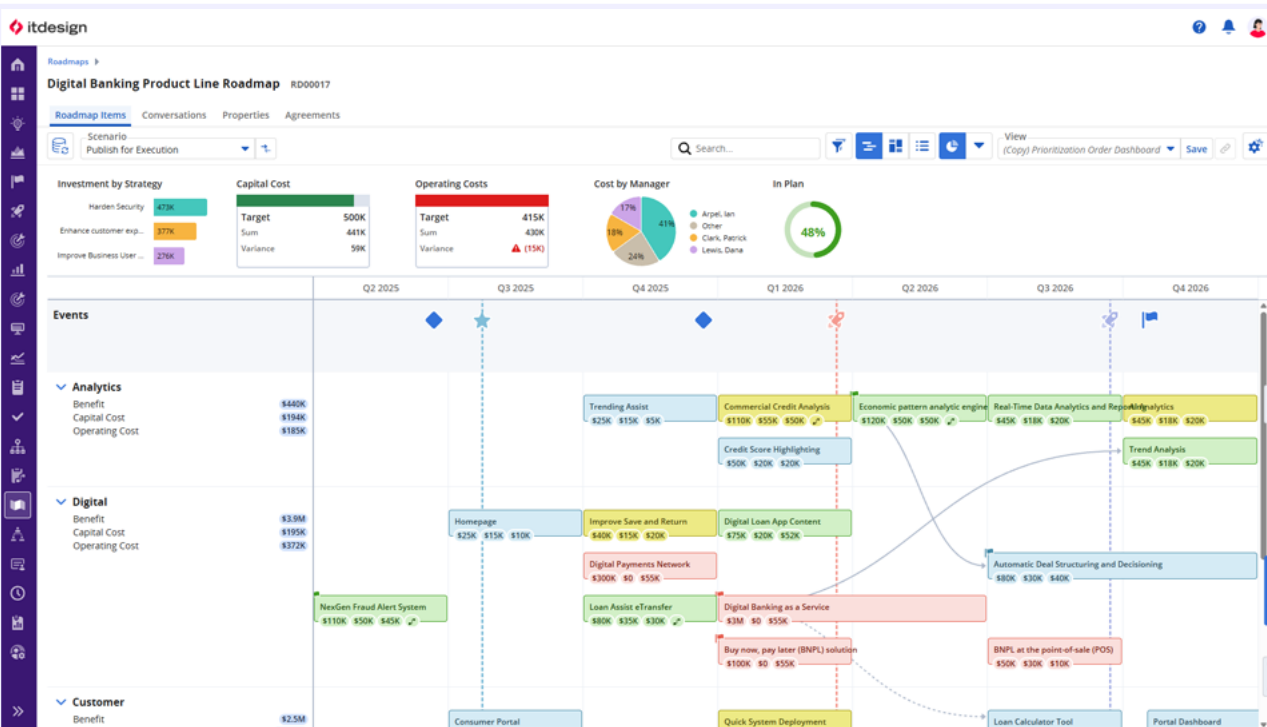 itdesign
Roadmaps
Digital Banking Product Line Roadmap RD00017
Roadmap Items Conversations Properties Agreements
Scenario
Publish for Execution
Search...
View
(Copy) Prioritization Order Dashboard
Save
Investment by Strategy
Harden Security 473K
Enhance customer exp... 377K
Improve Business User ... 276K
Capital Cost
Target 500K
Sum 441K
Variance 59K
Operating Costs
Target 415K
Sum 430K
Variance (15K)
Cost by Manager
17%
41%
18%
24%
Arpel, Ian
Other
Clark, Patrick
Lewis, Dana
In Plan
48%
Q2 2025 Q3 2025 Q4 2025 Q1 2026 Q2 2026 Q3 2026 Q4 2026
Events
Analytics
Benefit $440K
Capital Cost $194K
Operating Cost $185K
Trending Assist
$25K $15K $5K
Commercial Credit Analysis
$110K $55K $50K
Economic pattern analytic engine
$120K $50K $50K
Real-Time Data Analytics and Reporting
$45K $18K $20K
Analytics
$45K $18K $20K
Credit Score Highlighting
$50K $20K $20K
Trend Analysis
$45K $18K $20K
Digital
Benefit $3.9M
Capital Cost $195K
Operating Cost $372K
Homepage
$25K $15K $10K
Improve Save and Return
$40K $15K $20K
Digital Loan App Content
$75K $20K $52K
Digital Payments Network
$300K $0 $55K
Automatic Deal Structuring and Decisioning
$80K $30K $40K
NexGen Fraud Alert System
$110K $50K $45K
Loan Assist eTransfer
$80K $35K $30K
Digital Banking as a Service
$3M $0 $55K
Buy now, pay later (BNPL) solution
$100K $0 $55K
BNPL at the point-of-sale (POS)
$50K $30K $10K
Customer
Benefit $2.5M
Consumer Portal
Quick System Deployment
Loan Calculator Tool
Portal Dashboard